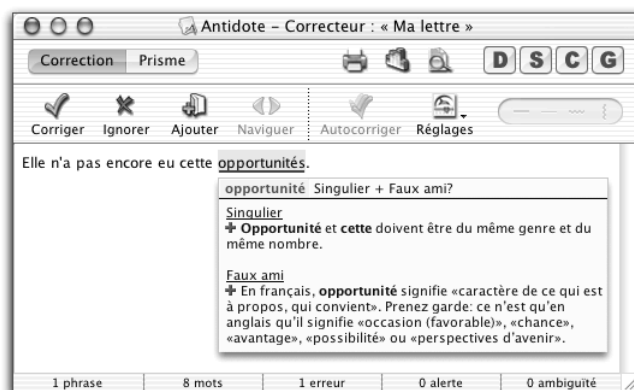 Antidote – Correcteur : « Ma lettre »
Correction Prisme D S C G
Corriger Ignorer Ajouter Naviguer Autocorriger Réglages
Elle n'a pas encore eu cette opportunités.
opportunité Singulier + Faux ami?
Singulier
+ Opportunité et cette doivent être du même genre et du
même nombre.
Faux ami
+ En français, opportunité signifie «caractère de ce qui est
à propos, qui convient». Prenez garde: ce n'est qu'en
anglais qu'il signifie «occasion (favorable)», «chance»,
«avantage», «possibilité» ou «perspectives d'avenir».
1 phrase 8 mots 1 erreur 0 alerte 0 ambiguïté